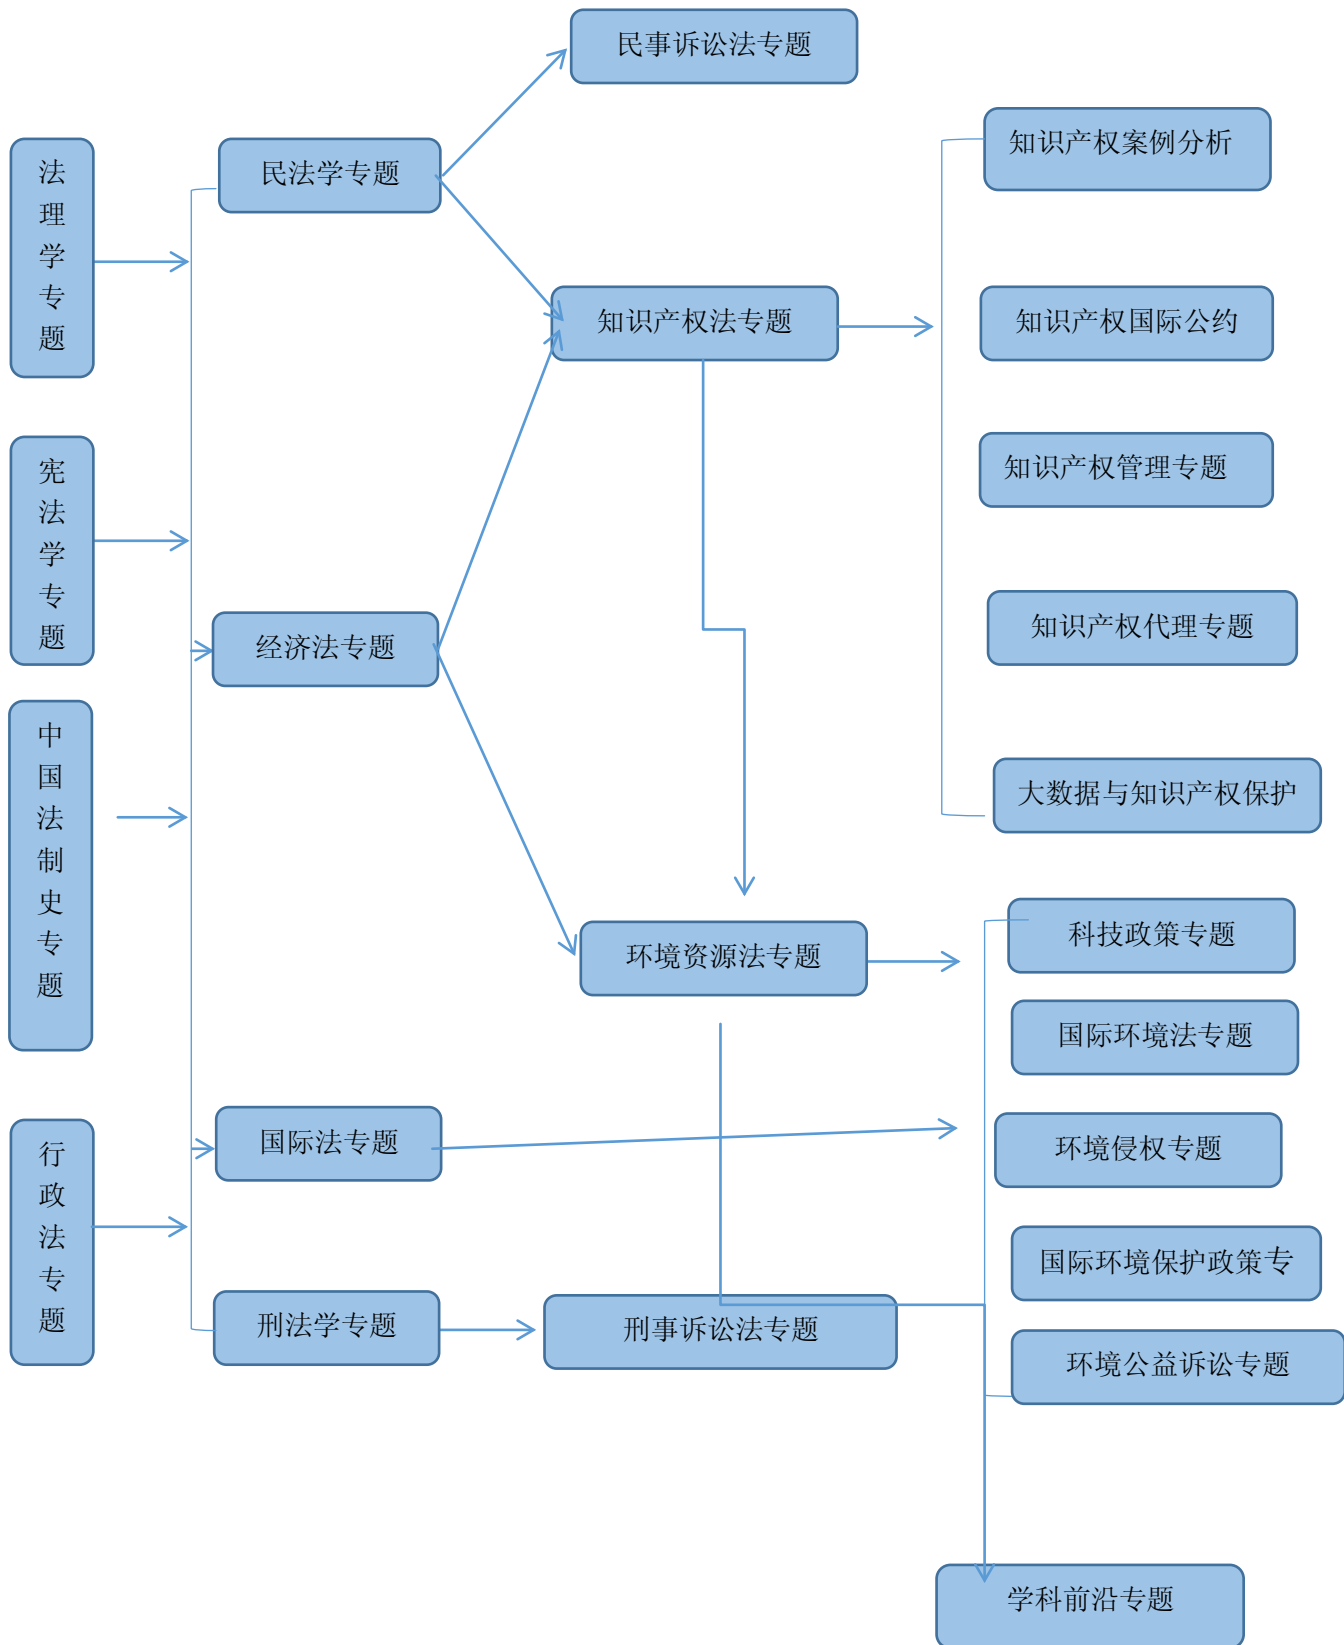 法理学专题
宪法学专题
中国法制史专题
行政法专题
民法学专题
经济法专题
国际法专题
刑法学专题
民事诉讼法专题
知识产权法专题
环境资源法专题
刑事诉讼法专题
知识产权案例分析
知识产权国际公约
知识产权管理专题
知识产权代理专题
大数据与知识产权保护
科技政策专题
国际环境法专题
环境侵权专题
国际环境保护政策专
环境公益诉讼专题
学科前沿专题